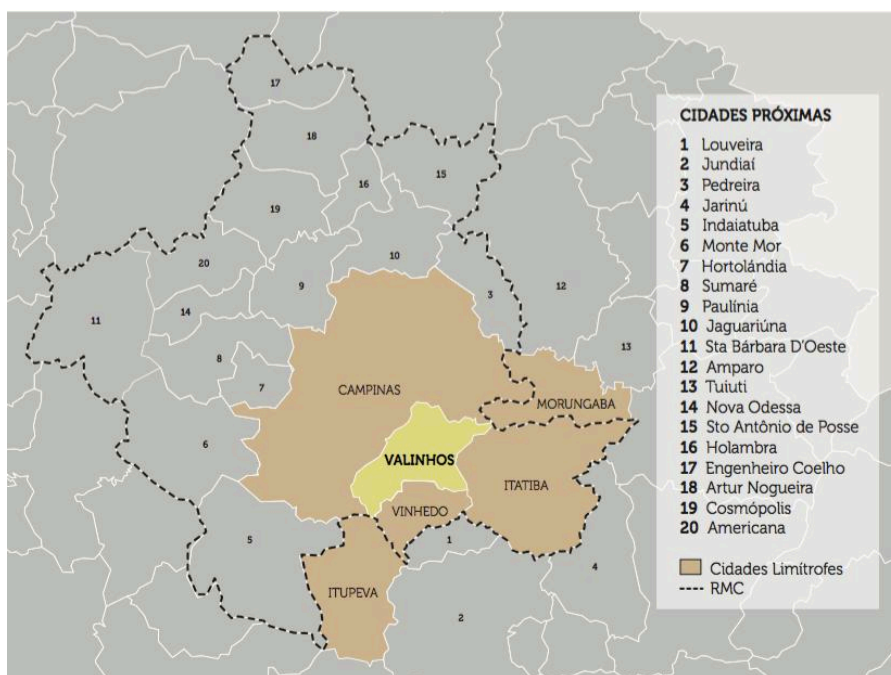 17
18
15
16
19
10
20
9
3
12
11
14
8
13
7
CAMPINAS
MORUNGABA
6
VALINHOS
ITATIBA
VINHEDO
5
1
4
ITUPEVA
2
CIDADES PRÓXIMAS
1 Louveira
2 Jundiaí
3 Pedreira
4 Jarinú
5 Indaiatuba
6 Monte Mor
7 Hortolándia
8 Sumaré
9 Paulínia
10 Jaguariúna
11 Sta Bárbara D'Oeste
12 Amparo
13 Tuiuti
14 Nova Odessa
15 Sto Antônio de Posse
16 Holambra
17 Engenheiro Coelho
18 Artur Nogueira
19 Cosmópolis
20 Americana
Cidades Limítrofes
RMC